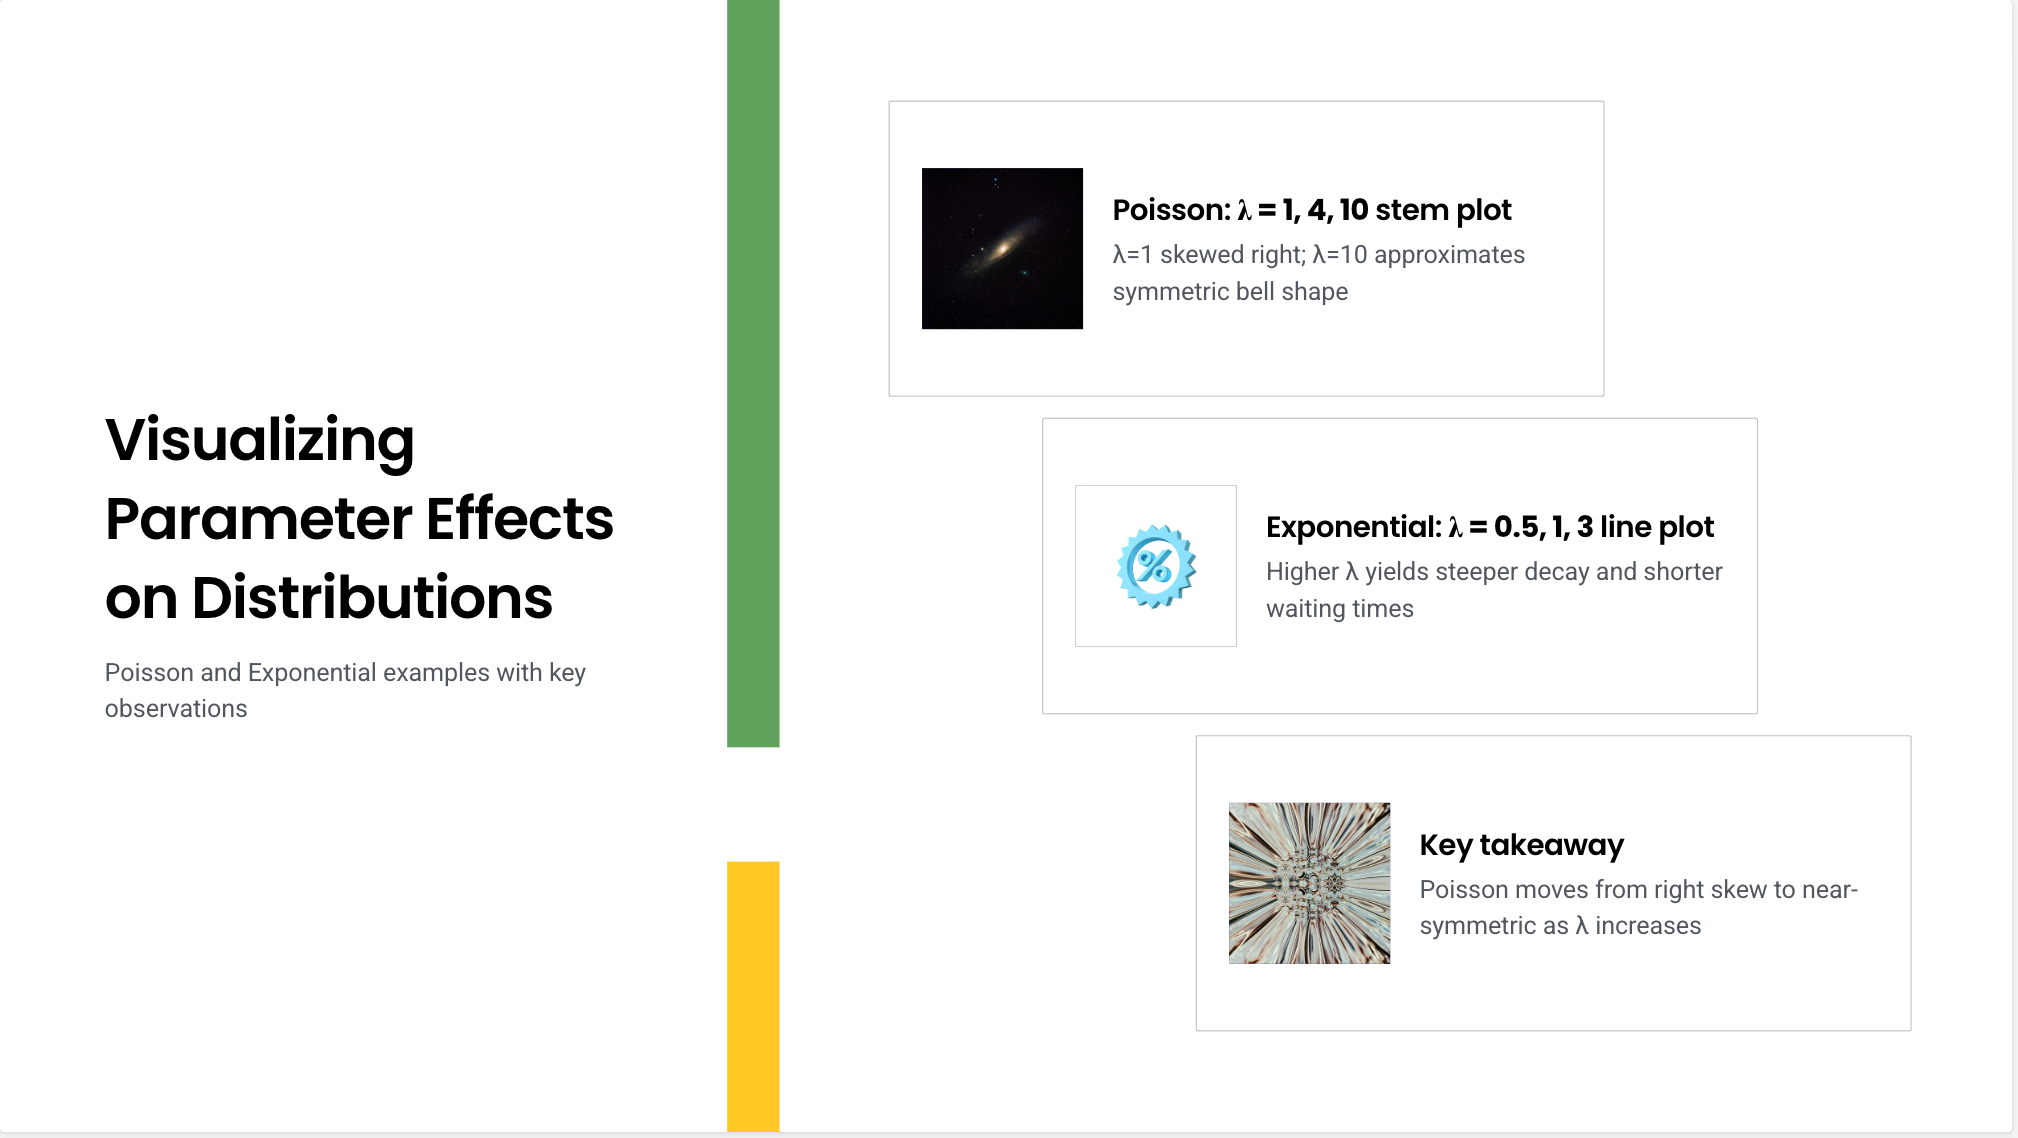 Visualizing
Parameter Effects
on Distributions
Poisson and Exponential examples with key
observations
Poisson: λ = 1, 4, 10 stem plot
λ=1 skewed right; λ=10 approximates
symmetric bell shape
Exponential: λ = 0.5, 1, 3 line plot
Higher λ yields steeper decay and shorter
waiting times
%
Key takeaway
Poisson moves from right skew to near-
symmetric as λ increases